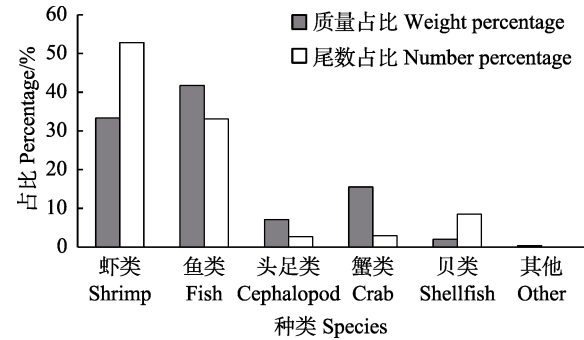 60
50
40
30
20
10
0
占比 Percentage/%
质量占比 Weight percentage
尾数占比 Number percentage
虾类 鱼类 头足类 蟹类 贝类 其他
Shrimp Fish Cephalopod Crab Shellfish Other
种类 Species